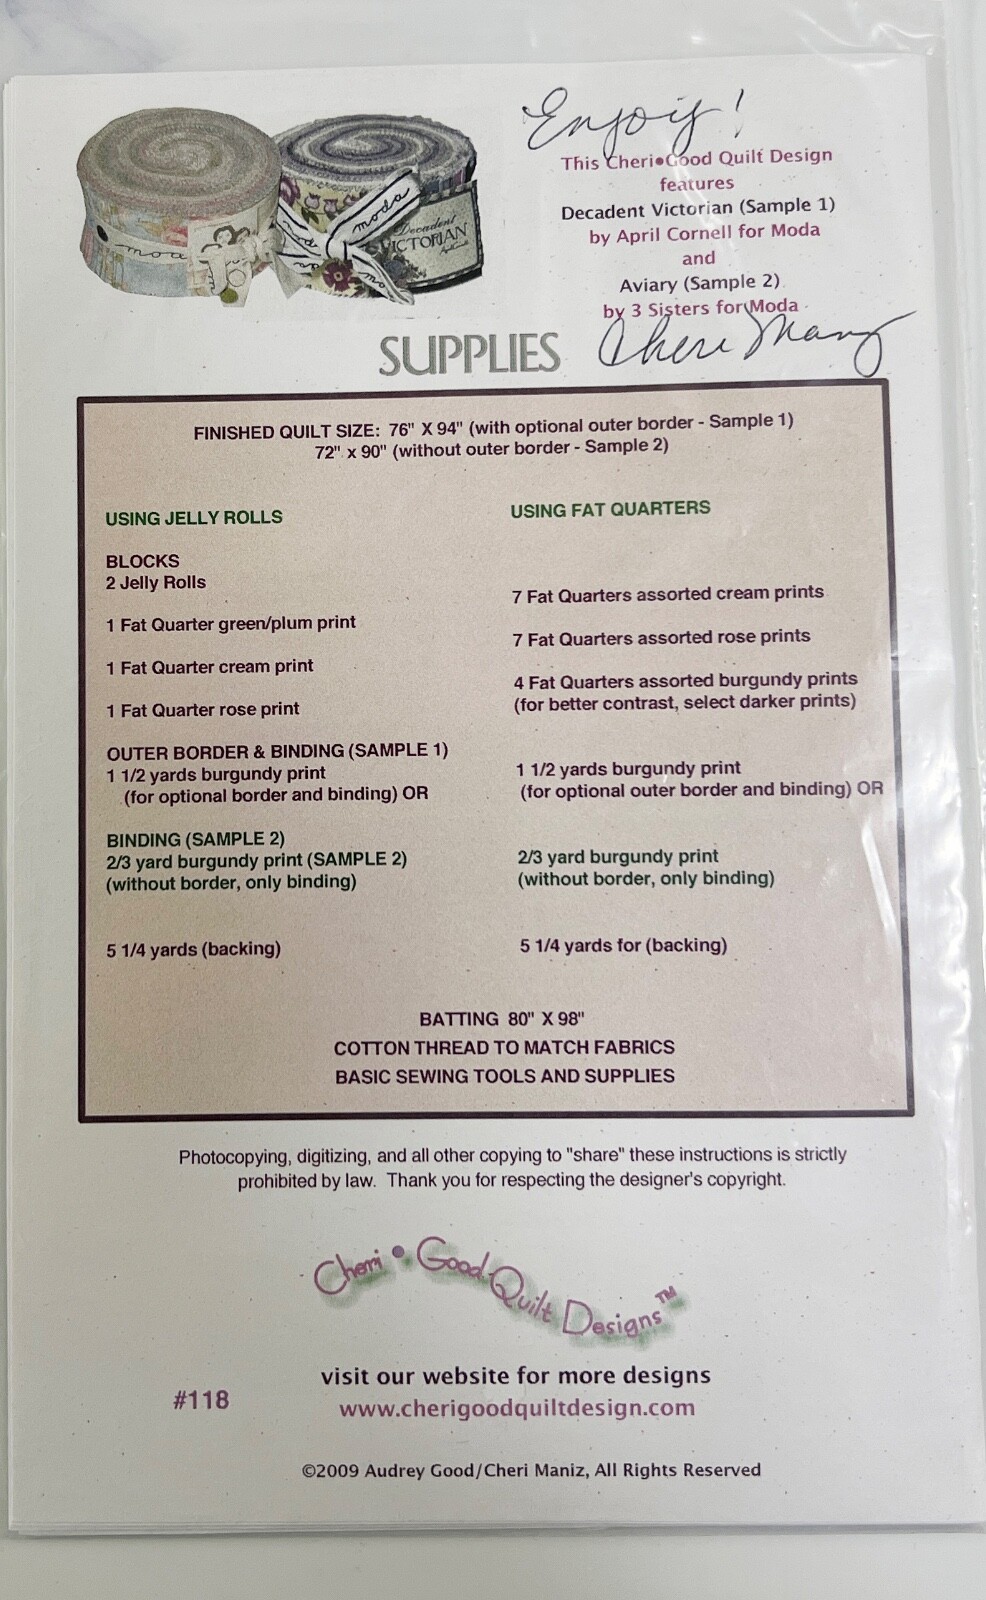 Enjoy!
This Cheri•Good Quilt Design
features
Decadent Victorian (Sample 1)
by April Cornell for Moda
and
Aviary (Sample 2)
by 3 Sisters for Moda
Cheri Maniz
moda
moda
Decadent
VICTORIAN
SUPPLIES
FINISHED QUILT SIZE: 76" X 94" (with optional outer border - Sample 1)
72" x 90" (without outer border - Sample 2)
USING JELLY ROLLS
BLOCKS
2 Jelly Rolls
1 Fat Quarter green/plum print
1 Fat Quarter cream print
1 Fat Quarter rose print
OUTER BORDER & BINDING (SAMPLE 1)
1 1/2 yards burgundy print
(for optional border and binding) OR
BINDING (SAMPLE 2)
2/3 yard burgundy print (SAMPLE 2)
(without border, only binding)
5 1/4 yards (backing)
USING FAT QUARTERS
7 Fat Quarters assorted cream prints
7 Fat Quarters assorted rose prints
4 Fat Quarters assorted burgundy prints
(for better contrast, select darker prints)
1 1/2 yards burgundy print
(for optional outer border and binding) OR
2/3 yard burgundy print
(without border, only binding)
5 1/4 yards for (backing)
BATTING 80" X 98"
COTTON THREAD TO MATCH FABRICS
BASIC SEWING TOOLS AND SUPPLIES
Photocopying, digitizing, and all other copying to "share" these instructions is strictly
prohibited by law. Thank you for respecting the designer's copyright.
Cheri • Good Quilt Designs™
visit our website for more designs
#118
www.cherigoodquiltdesign.com
©2009 Audrey Good/Cheri Maniz, All Rights Reserved